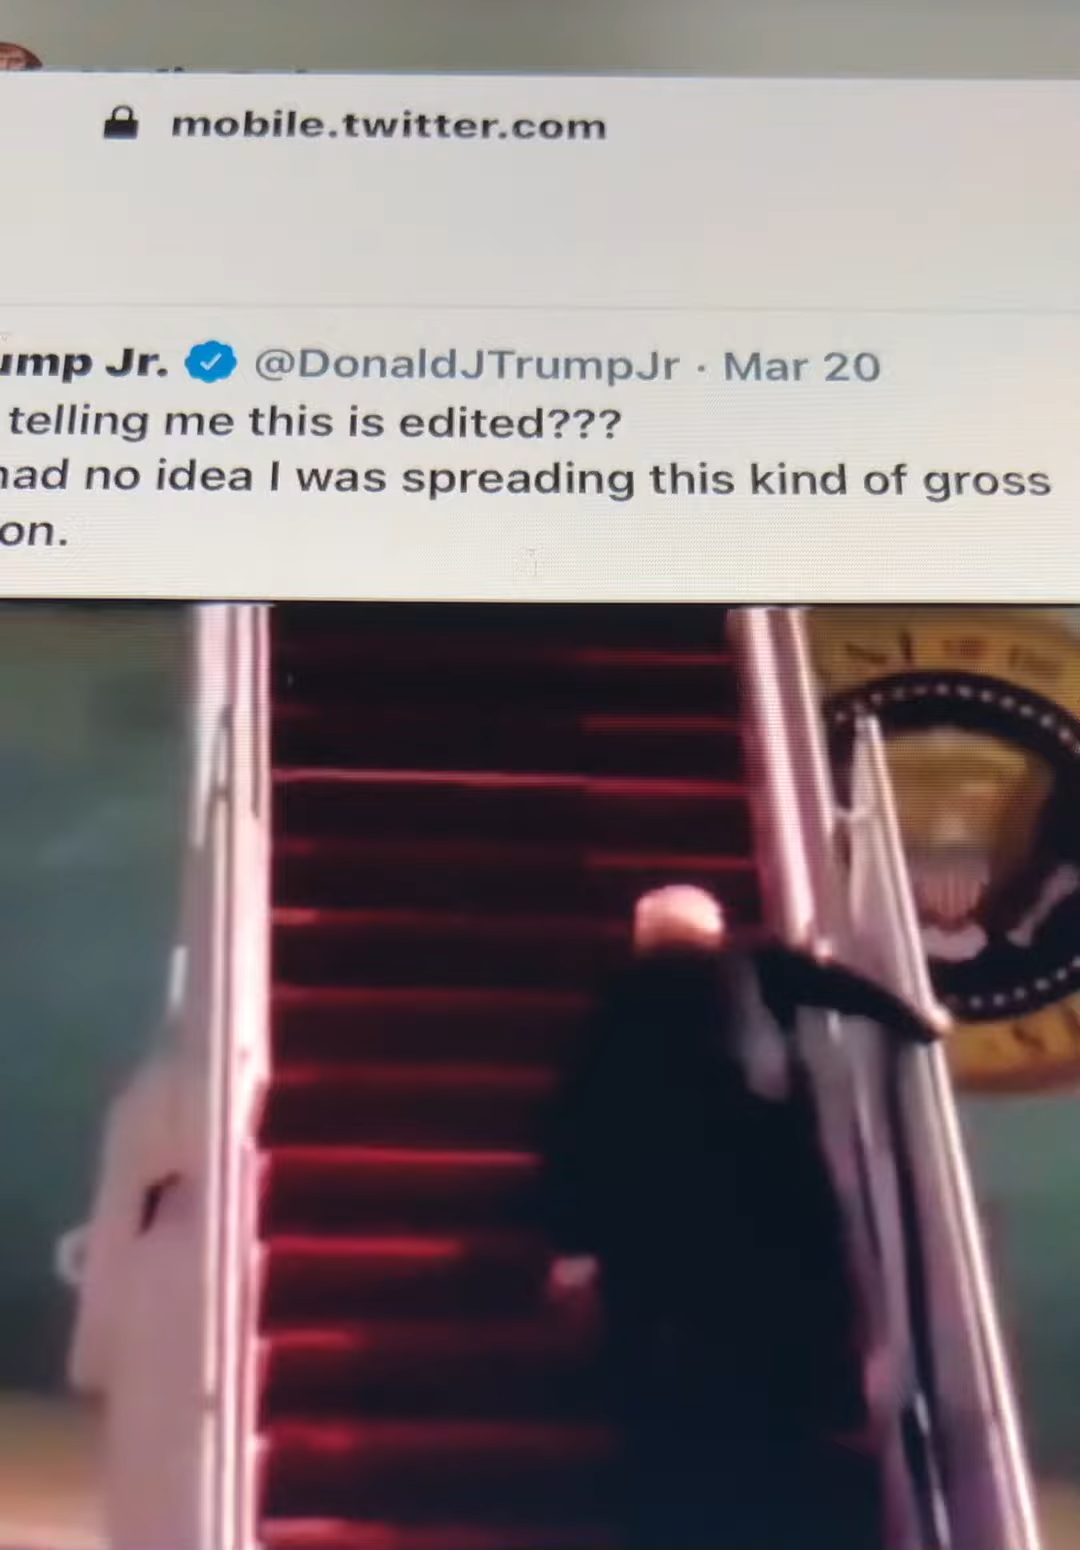 mobile.twitter.com
ump Jr. @DonaldJTrumpJr · Mar 20
telling me this is edited???
had no idea I was spreading this kind of gross
on.